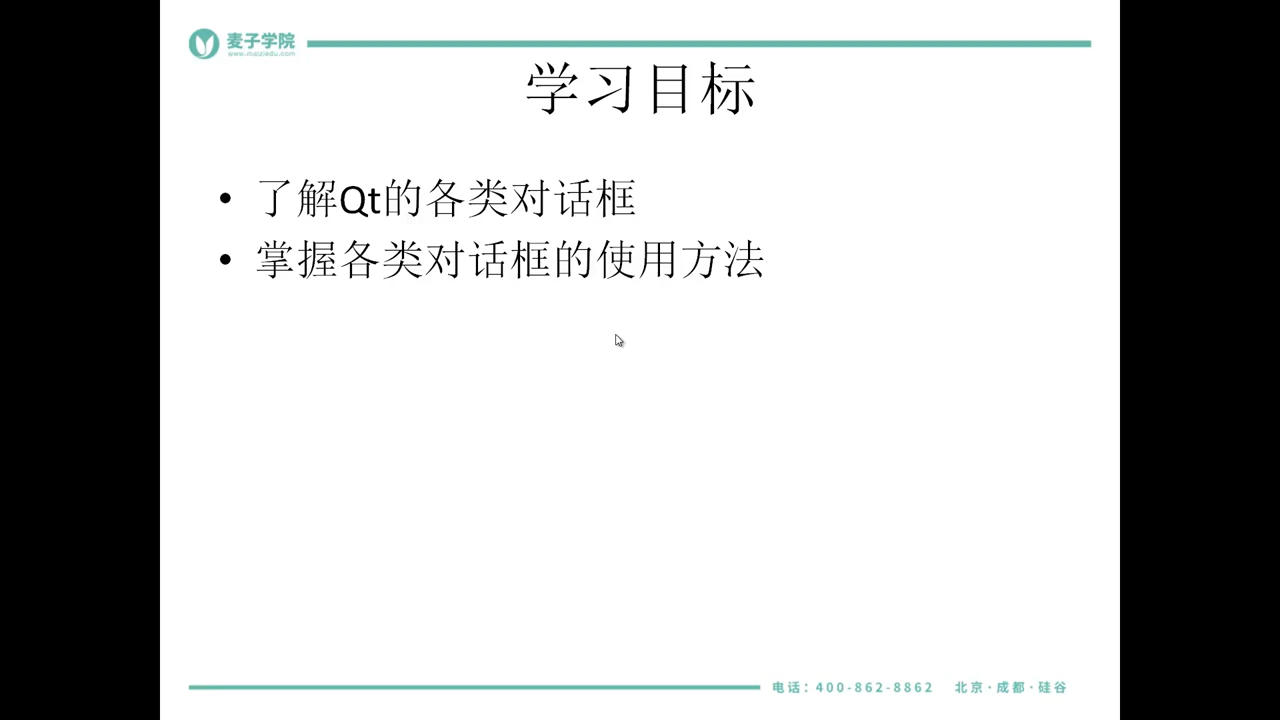 麦子学院
www.maiziedu.com
学习目标
• 了解Qt的各类对话框
• 掌握各类对话框的使用方法
电话：400-862-8862 北京·成都·硅谷